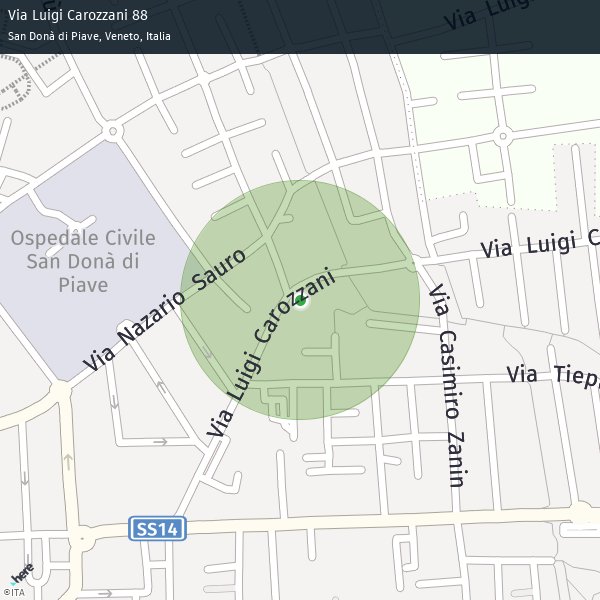 Via Luigi Carozzani 88
San Donà di Piave, Veneto, Italia
Via Luigi
Ospedale Civile
San Donà di
Piave
Via Nazario Sauro
Via Luigi Carozzani
Via Luigi C
Via Casimiro Zanin
Via Tiep
SS14
here
©ITA